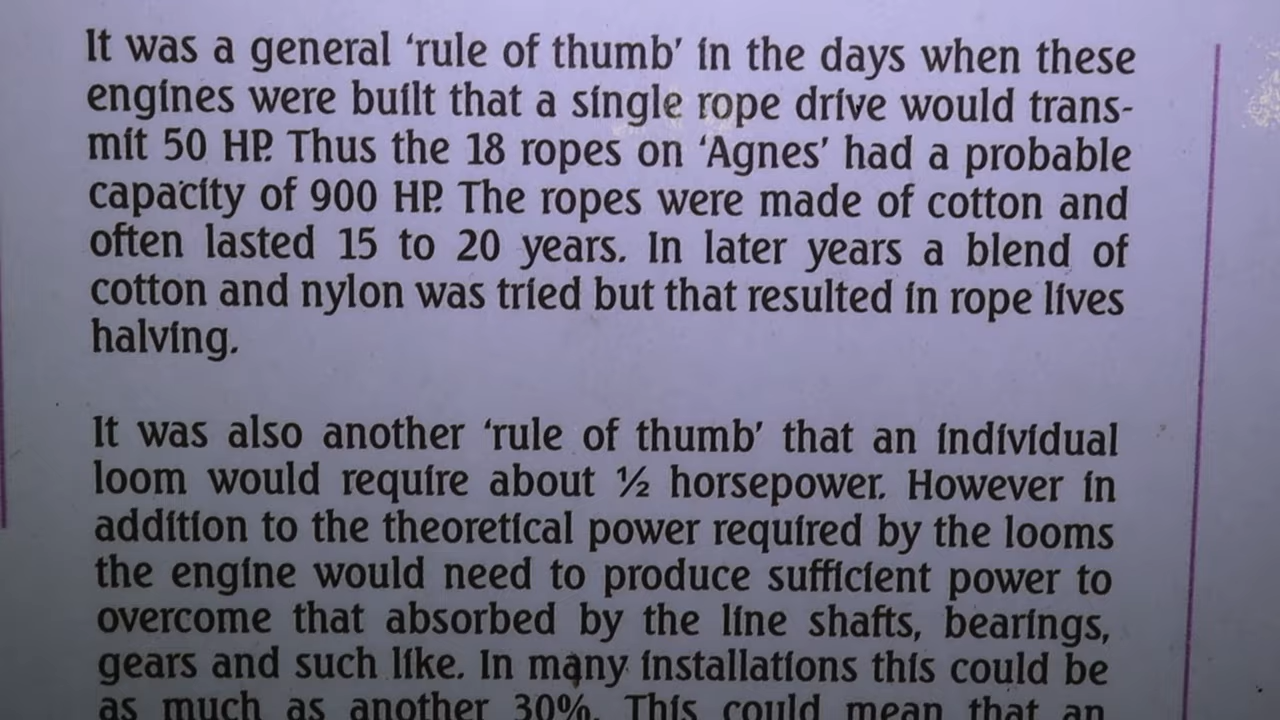 It was a general ‘rule of thumb’ in the days when these
engines were built that a single rope drive would trans-
mit 50 HP. Thus the 18 ropes on ‘Agnes’ had a probable
capacity of 900 HP. The ropes were made of cotton and
often lasted 15 to 20 years. In later years a blend of
cotton and nylon was tried but that resulted in rope lives
halving.
It was also another ‘rule of thumb’ that an individual
loom would require about ½ horsepower. However in
addition to the theoretical power required by the looms
the engine would need to produce sufficient power to
overcome that absorbed by the line shafts, bearings,
gears and such like. In many installations this could be
as much as another 30%. This could mean that an